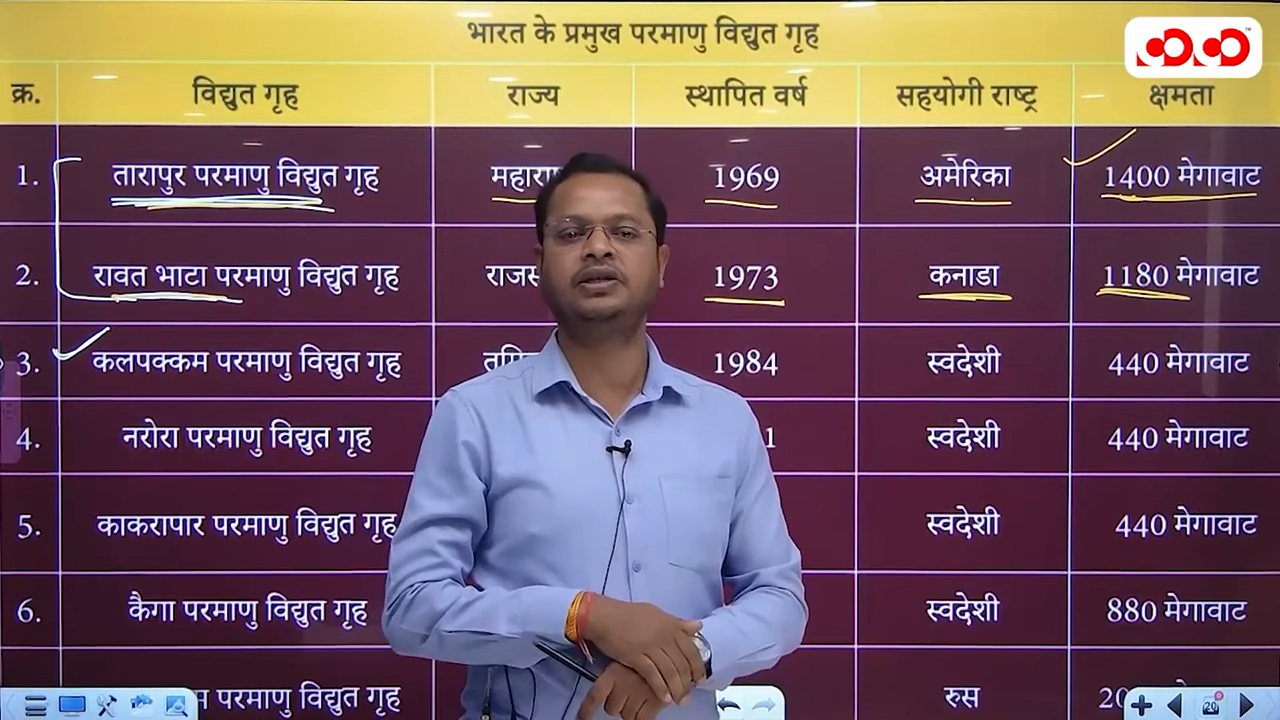 भारत के प्रमुख परमाणु विद्युत गृह
क्र. विद्युत गृह राज्य स्थापित वर्ष सहयोगी राष्ट्र क्षमता
1. तारापुर परमाणु विद्युत गृह 1969 अमेरिका 1400 मेगावाट
2. रावत भाटा परमाणु विद्युत गृह 1973 कनाडा 1180 मेगावाट
3. कलपक्कम परमाणु विद्युत गृह 1984 स्वदेशी 440 मेगावाट
4. नरोरा परमाणु विद्युत गृह स्वदेशी 440 मेगावाट
5. काकरापार परमाणु विद्युत गृह स्वदेशी 440 मेगावाट
6. कैगा परमाणु विद्युत गृह स्वदेशी 880 मेगावाट
परमाणु विद्युत गृह रुस
20